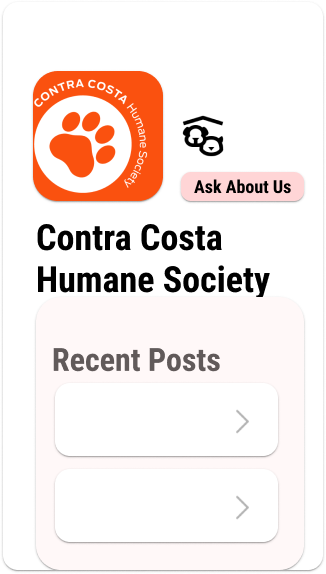 CONTRA COSTA
Humane Society
Ask About Us
Contra Costa
Humane Society
Recent Posts